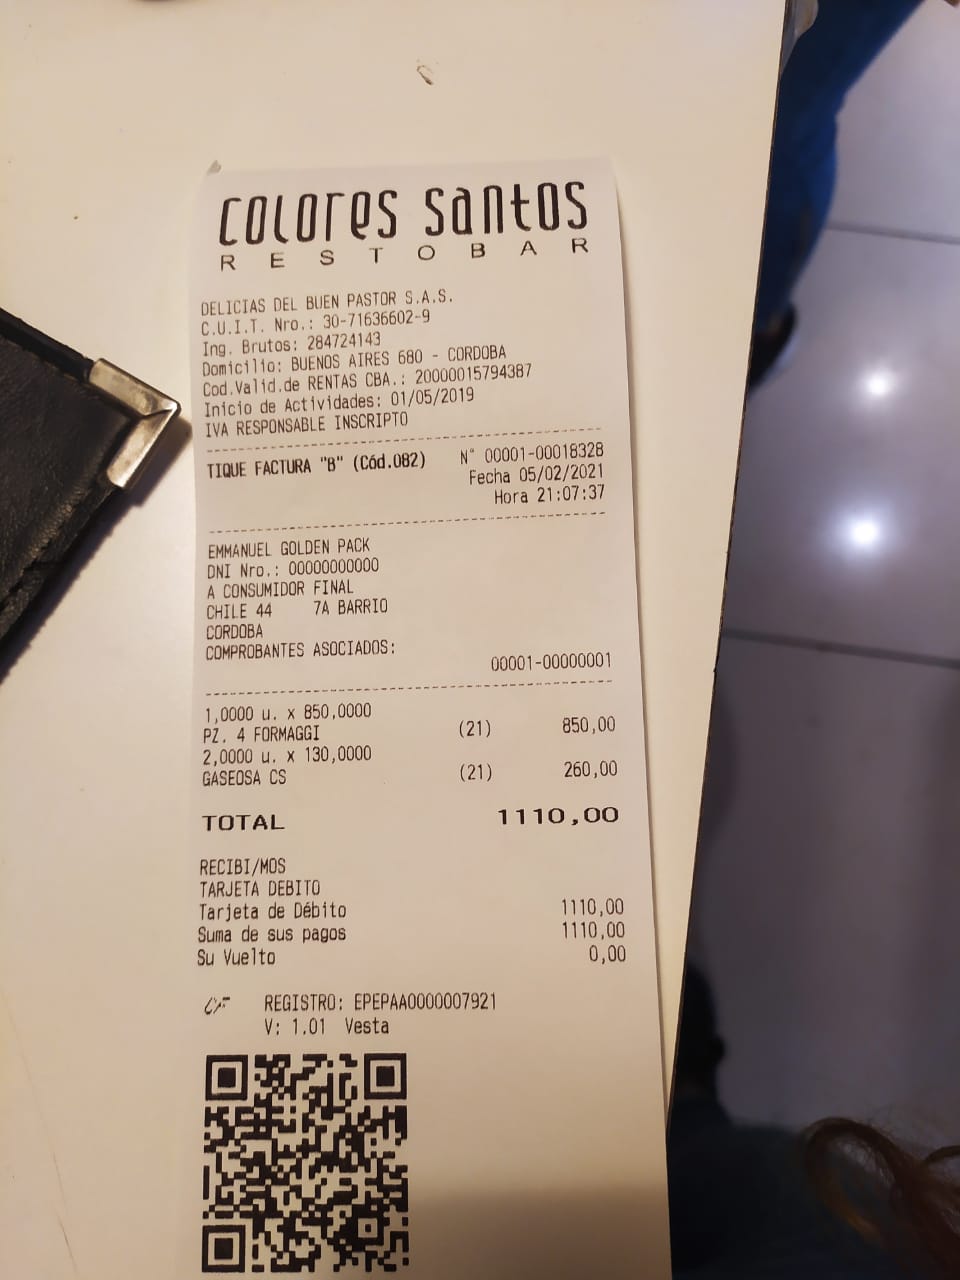 COLORES SANTOS
RESTOBAR
DELICIAS DEL BUEN PASTOR S.A.S.
C.U.I.T. Nro.: 30-71636602-9
Ing. Brutos: 284724143
Domicilio: BUENOS AIRES 680 - CORDOBA
Cod.Valid.de RENTAS CBA.: 20000015794387
Inicio de Actividades: 01/05/2019
IVA RESPONSABLE INSCRIPTO
TIQUE FACTURA "B" (Cód.082) N° 00001-00018328
Fecha 05/02/2021
Hora 21:07:37
EMMANUEL GOLDEN PACK
DNI Nro.: 00000000000
A CONSUMIDOR FINAL
CHILE 44 7A BARRIO
CORDOBA
COMPROBANTES ASOCIADOS:
00001-00000001
1,0000 u. x 850,0000
PZ. 4 FORMAGGI (21) 850,00
2,0000 u. x 130,0000
GASEOSA CS (21) 260,00
TOTAL 1110,00
RECIBI/MOS
TARJETA DEBITO
Tarjeta de Débito 1110,00
Suma de sus pagos 1110,00
Su Vuelto 0,00
CF REGISTRO: EPEPAA0000007921
V: 1.01 Vesta